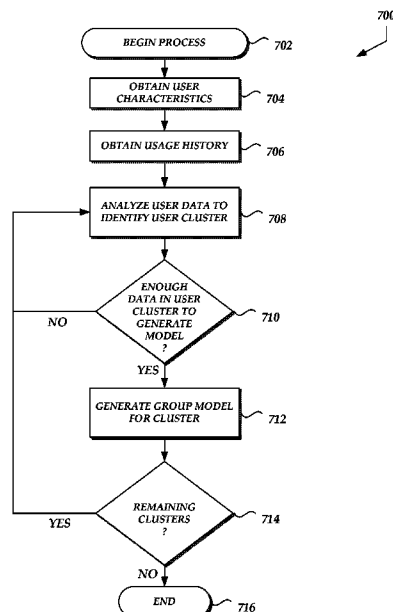 700
BEGIN PROCESS
702
OBTAIN USER
CHARACTERISTICS
704
OBTAIN USAGE HISTORY
706
ANALYZE USER DATA TO
IDENTIFY USER CLUSTER
708
ENOUGH
DATA IN USER
CLUSTER TO
GENERATE
MODEL
?
710
NO
YES
GENERATE GROUP MODEL
FOR CLUSTER
712
REMAINING
CLUSTERS
?
714
YES
NO
END
716